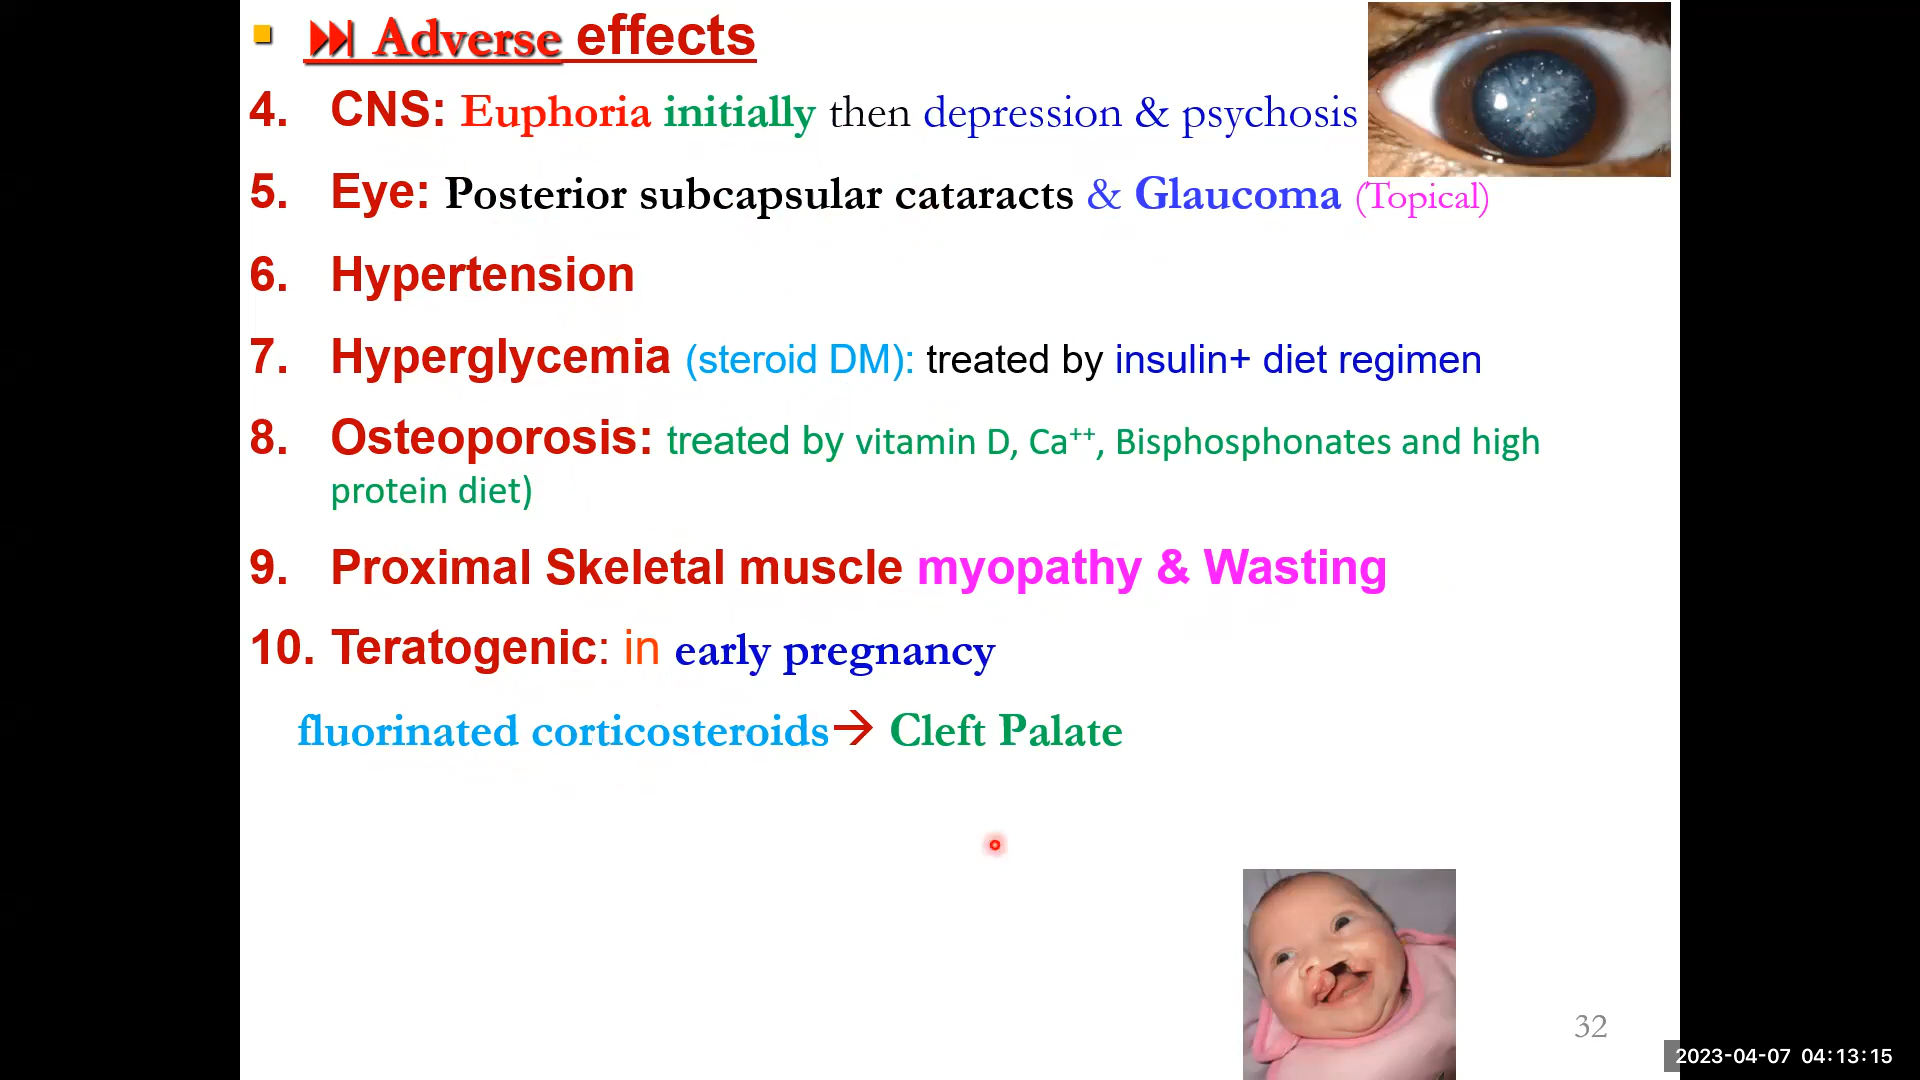 Adverse effects
4. CNS: Euphoria initially then depression & psychosis
5. Eye: Posterior subcapsular cataracts & Glaucoma (Topical)
6. Hypertension
7. Hyperglycemia (steroid DM): treated by insulin+ diet regimen
8. Osteoporosis: treated by vitamin D, Ca⁺⁺, Bisphosphonates and high
protein diet)
9. Proximal Skeletal muscle myopathy & Wasting
10. Teratogenic: in early pregnancy
fluorinated corticosteroids→ Cleft Palate
32
2023-04-07 04:13:15